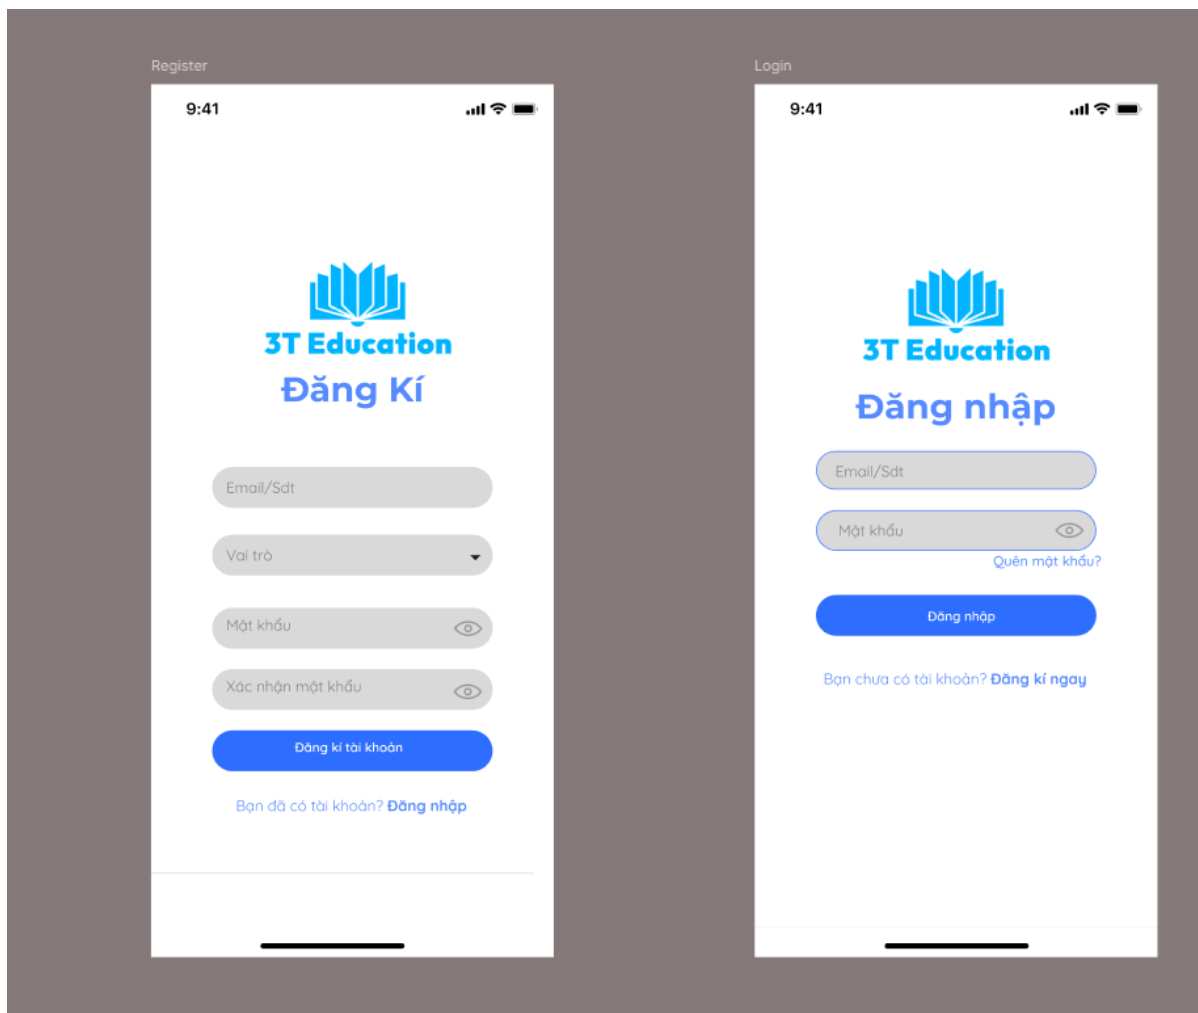 Register
9:41
3T Education
Đăng Kí
Email/Sdt
Vai trò
Mật khẩu
Xác nhận mật khẩu
Đăng kí tài khoản
Bạn đã có tài khoản? Đăng nhập
Login
9:41
3T Education
Đăng nhập
Email/Sdt
Mật khẩu
Quên mật khẩu?
Đăng nhập
Bạn chưa có tài khoản? Đăng kí ngay